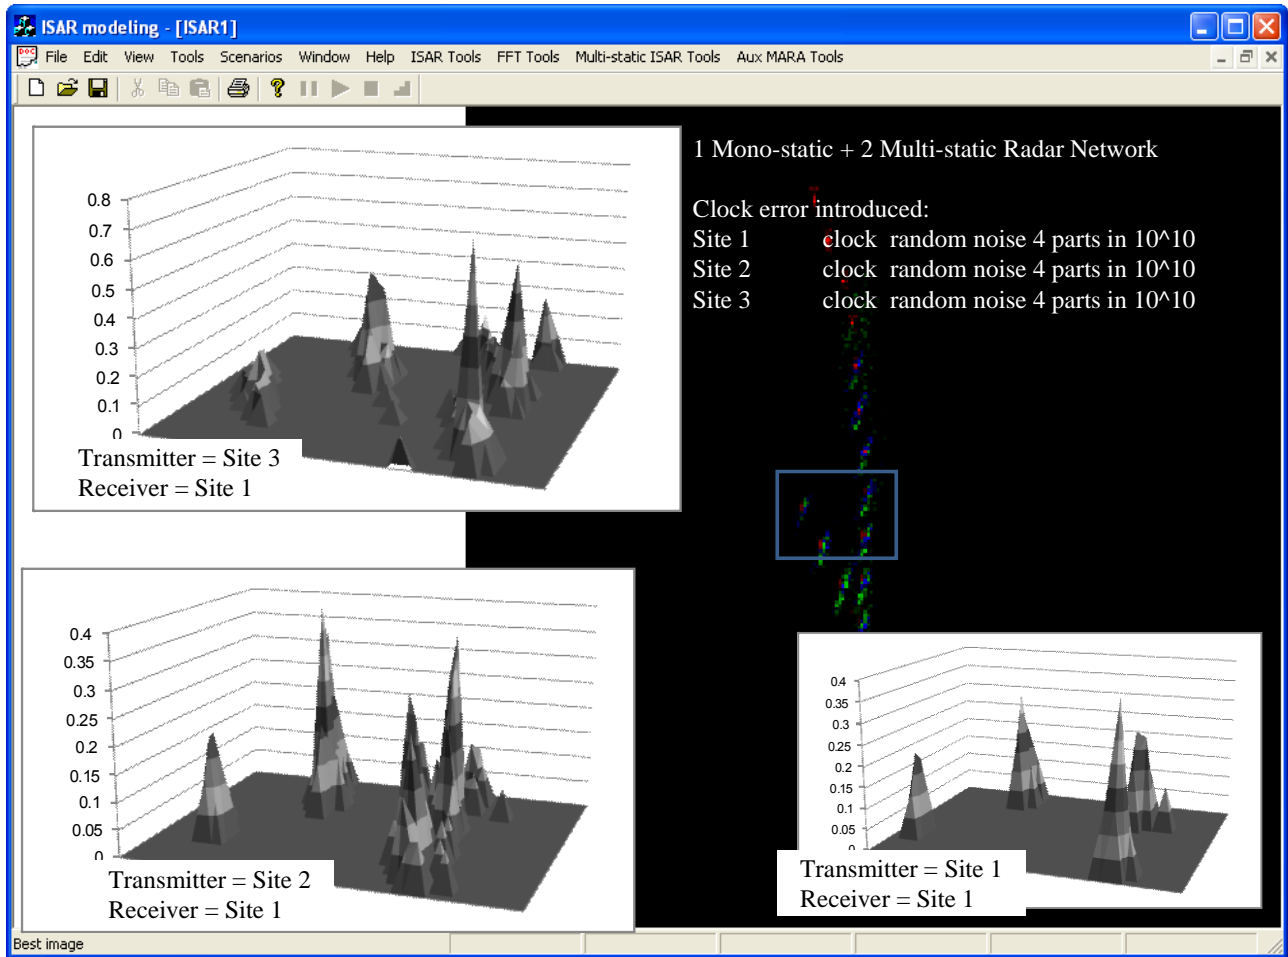 ISAR modeling - [ISAR1]
File Edit View Tools Scenarios Window Help ISAR Tools FFT Tools Multi-static ISAR Tools Aux MARA Tools
1 Mono-static + 2 Multi-static Radar Network
Clock error introduced:
Site 1 clock random noise 4 parts in 10^10
Site 2 clock random noise 4 parts in 10^10
Site 3 clock random noise 4 parts in 10^10
0.8
0.7
0.6
0.5
0.4
0.3
0.2
0.1
0
Transmitter = Site 3
Receiver = Site 1
0.4
0.35
0.3
0.25
0.2
0.15
0.1
0.05
0
Transmitter = Site 2
Receiver = Site 1
0.4
0.35
0.3
0.25
0.2
0.15
0.1
0.05
0
Transmitter = Site 1
Receiver = Site 1
Best image